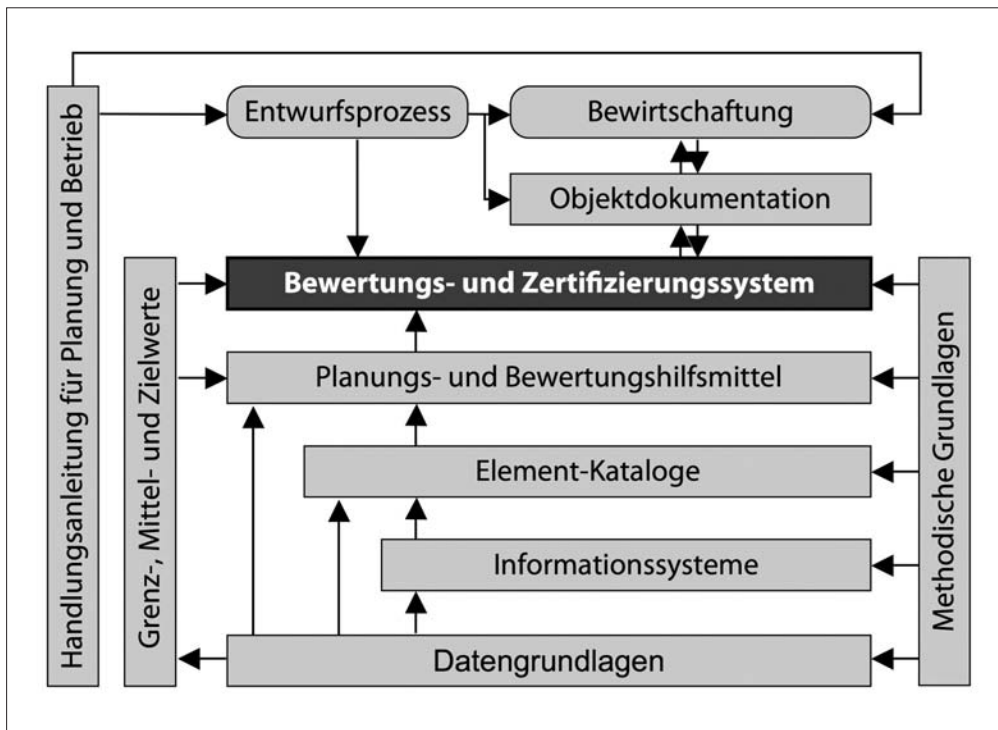 Handlungsanleitung für Planung und Betrieb
Entwurfsprozess
Bewirtschaftung
Objektdokumentation
Grenz-, Mittel- und Zielwerte
Bewertungs- und Zertifizierungssystem
Planungs- und Bewertungshilfsmittel
Element-Kataloge
Informationssysteme
Datengrundlagen
Methodische Grundlagen